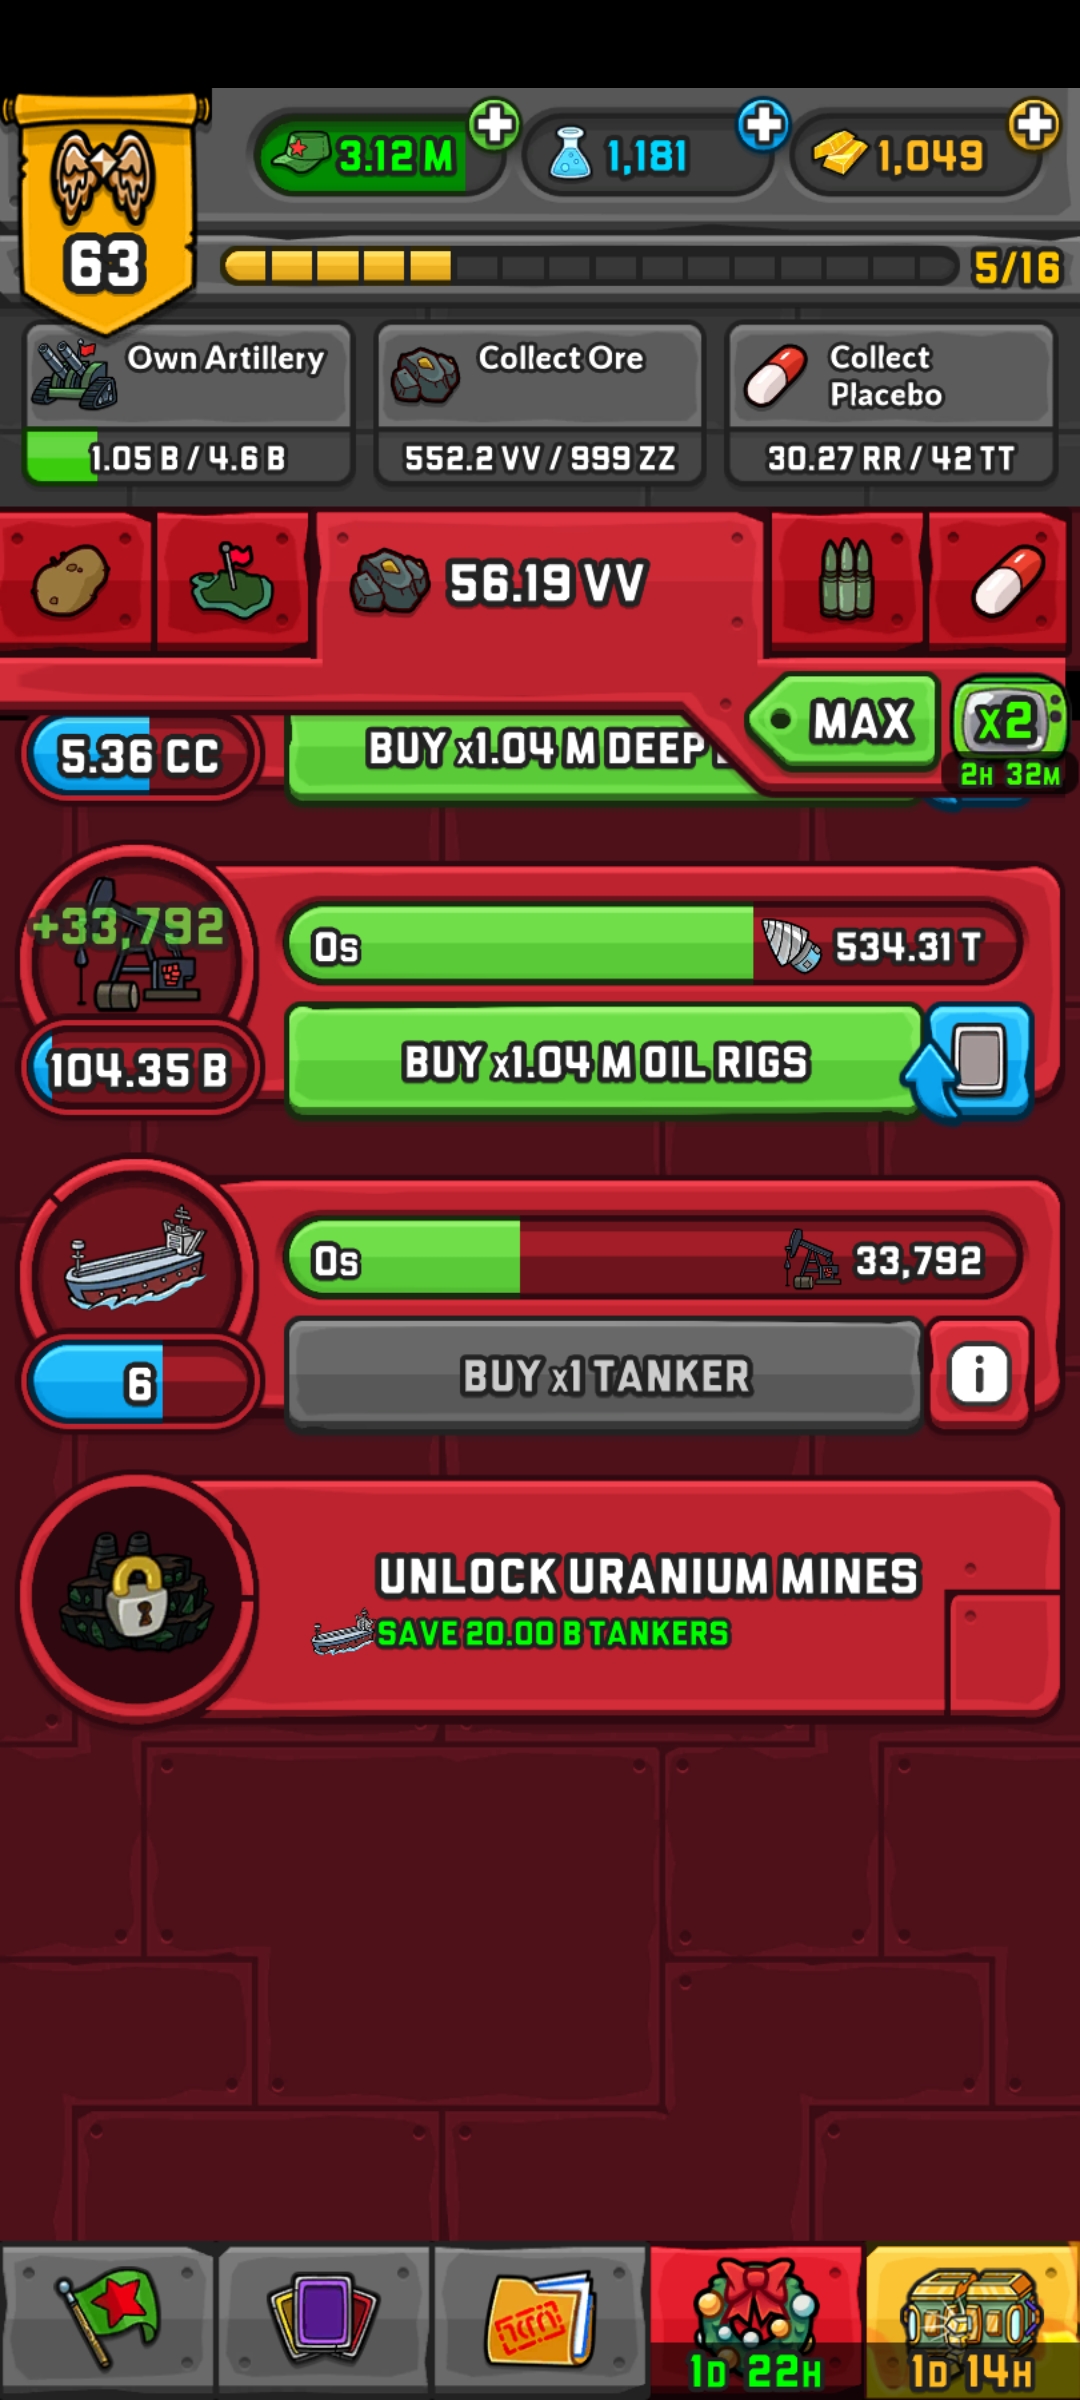 3.12 M
1,181
1,049
63
5/16
Own Artillery
1.05 B / 4.6 B
Collect Ore
552.2 VV / 999 ZZ
Collect
Placebo
30.27 RR / 42 TT
56.19 VV
MAX
x2
2H 32M
5.36 CC
BUY x1.04 M DEEP
+33,792
0s
534.31 T
104.35 B
BUY x1.04 M OIL RIGS
0s
33,792
6
BUY x1 TANKER
i
UNLOCK URANIUM MINES
SAVE 20.00 B TANKERS
1D 22H
1D 14H